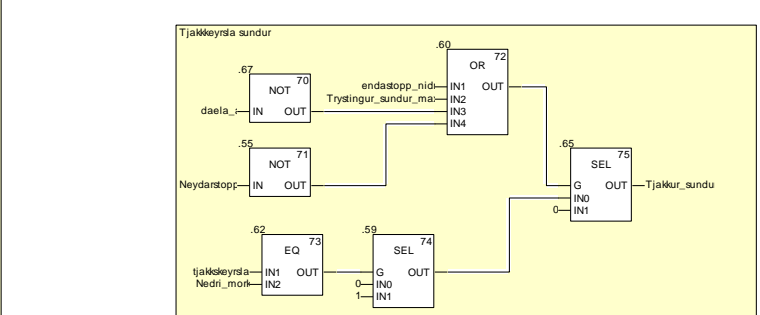 Tjakkkeyrsla sundur
.60
72
OR
endastopp_nid IN1 OUT
Trystingur_sundur_ma IN2
IN3
IN4
.67
70
NOT
daela_ IN OUT
.55
71
NOT
Neydarstopp IN OUT
.65
75
SEL
G OUT Tjakkur_sundu
IN0
0 IN1
.62
73
EQ
tjakkskeyrsla IN1 OUT
Nedri_mork IN2
.59
74
SEL
G OUT
0 IN0
1 IN1